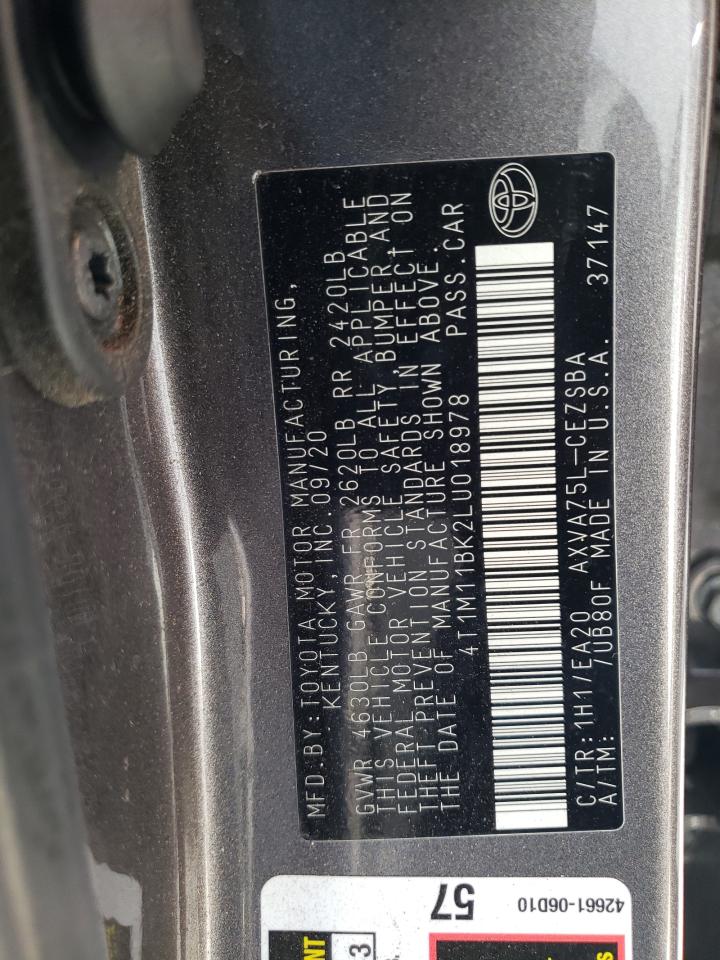 MFD.BY:TOYOTA MOTOR MANUFACTURING,
KENTUCKY, INC.09/20
GVWR 4630LB GAWR FR 2620LB RR 2420LB
THIS VEHICLE CONFORMS TO ALL APPLICABLE
FEDERAL MOTOR VEHICLE SAFETY,BUMPER AND
THEFT PREVENTION STANDARDS IN EFFECT ON
THE DATE OF MANUFACTURE SHOWN ABOVE.
4T1M11BK2LU018978 PASS.CAR
C/TR:1H1/EA20 AXVA75L-CEZSBA
A/TM: /UB80F MADE IN U.S.A. 37147
57
42661-06D10
3